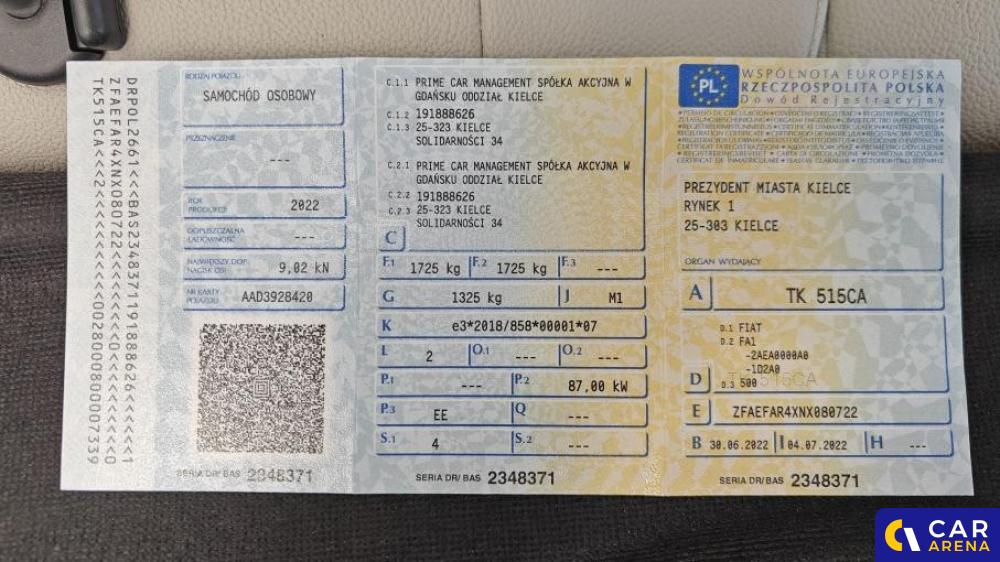 DRPOL2661<<<BAS23483711918886 26<<<<<<1
ZFAEFAR4XNX080722<<<<<<<0<<<<<<<<<0
TK515CA<<<2<<<<<<<<<<<0028000800007339
RODZAJ POJAZDU
SAMOCHÓD OSOBOWY
PRZEZNACZENIE
---
ROK PRODUKCJI 2022
DOPUSZCZALNA ŁADOWNOŚĆ ---
NAJWIĘKSZY DOP. NACISK OSI 9,02 kN
NR KARTY POJAZDU AAD3928420
SERIA DR/BAS 2348371
C.1.1 PRIME CAR MANAGEMENT SPÓŁKA AKCYJNA W
GDAŃSKU ODDZIAŁ KIELCE
C.1.2 191888626
C.1.3 25-323 KIELCE
SOLIDARNOŚCI 34
C.2.1 PRIME CAR MANAGEMENT SPÓŁKA AKCYJNA W
GDAŃSKU ODDZIAŁ KIELCE
C.2.2 191888626
C.2.3 25-323 KIELCE
SOLIDARNOŚCI 34
C
F.1 1725 kg F.2 1725 kg F.3 ---
G 1325 kg J M1
K e3*2018/858*00001*07
L 2 O.1 --- O.2 ---
P.1 --- P.2 87,00 kW
P.3 EE Q ---
S.1 4 S.2 ---
SERIA DR/BAS 2348371
PL
WSPÓLNOTA EUROPEJSKA
RZECZPOSPOLITA POLSKA
Dowód Rejestracyjny
PREZYDENT MIASTA KIELCE
RYNEK 1
25-303 KIELCE
ORGAN WYDAJĄCY
A TK 515CA
D.1 FIAT
D.2 FA1
-2AEA0000A0
-1D2A0
D D.3 500
TK 515CA
E ZFAEFAR4XNX080722
B 30.06.2022 I 04.07.2022 H ---
SERIA DR/BAS 2348371
CAR
ARENA